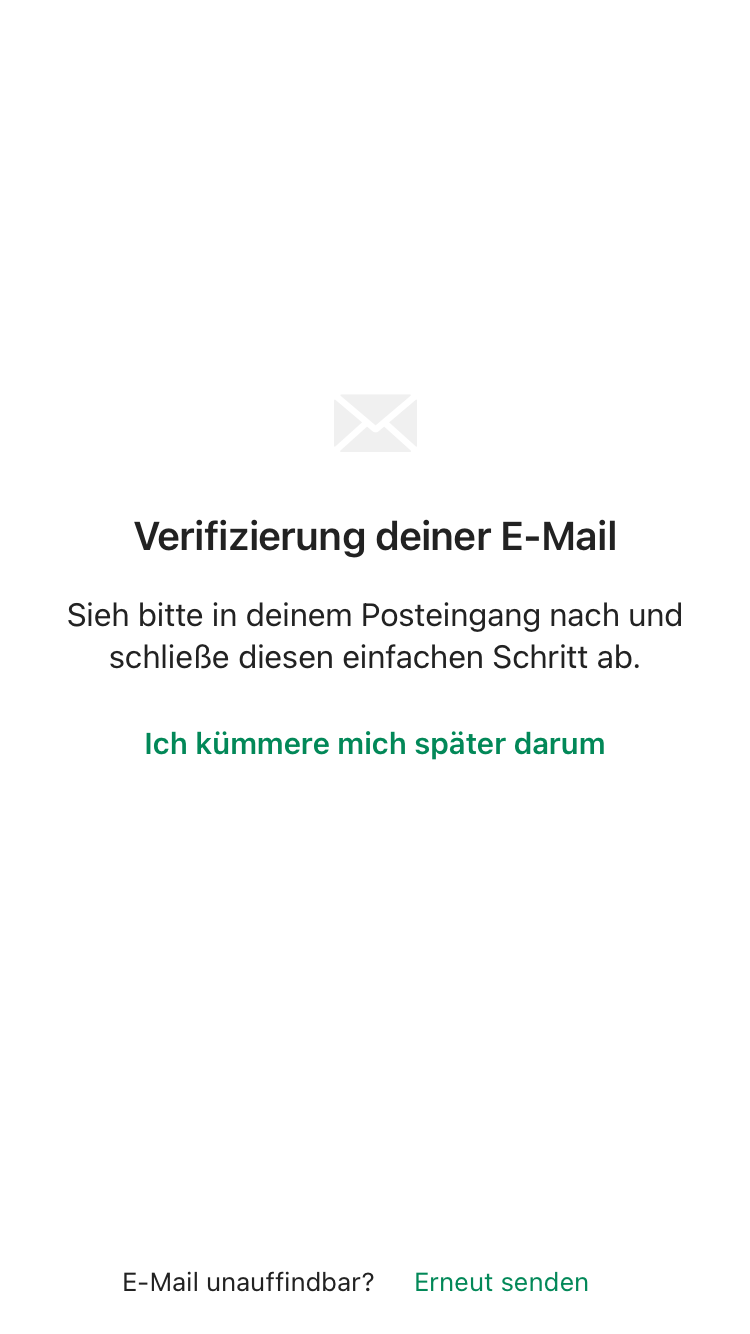 Verifizierung deiner E-Mail
Sieh bitte in deinem Posteingang nach und
schließe diesen einfachen Schritt ab.
Ich kümmere mich später darum
E-Mail unauffindbar? Erneut senden